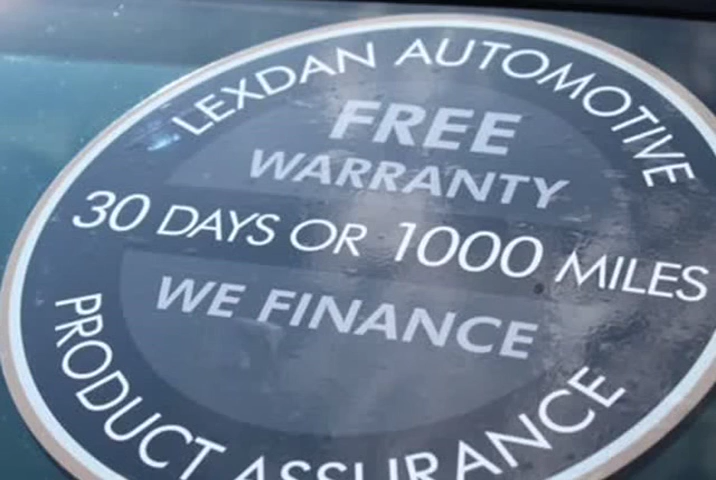 LEXDAN AUTOMOTIVE
FREE
WARRANTY
30 DAYS OR 1000 MILES
WE FINANCE
PRODUCT ASSURANCE